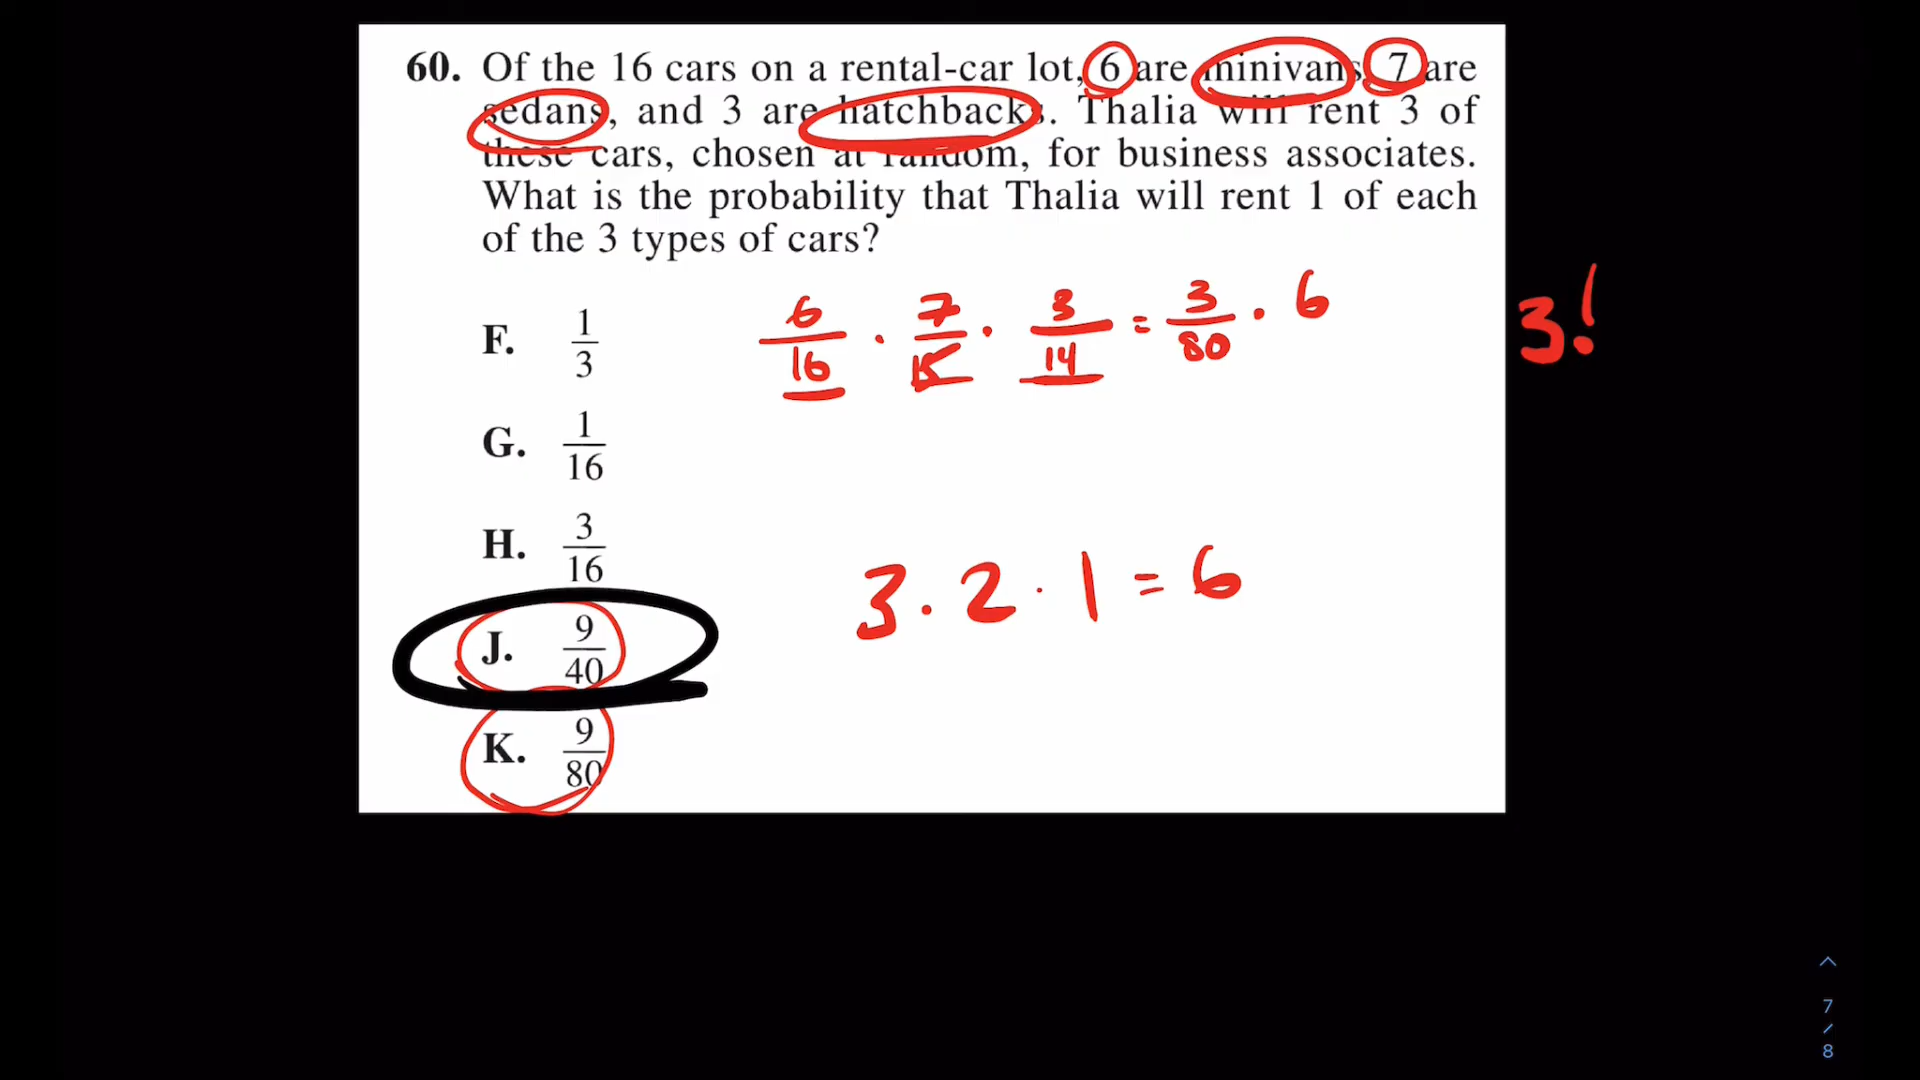 60. Of the 16 cars on a rental-car lot, 6 are minivans, 7 are
sedans, and 3 are hatchbacks. Thalia will rent 3 of
these cars, chosen at random, for business associates.
What is the probability that Thalia will rent 1 of each
of the 3 types of cars?
6/16 · 7/15 · 3/14 = 3/80 · 6
3!
F. 1/3
G. 1/16
H. 3/16
3 · 2 · 1 = 6
J. 9/40
K. 9/80
7
/
8